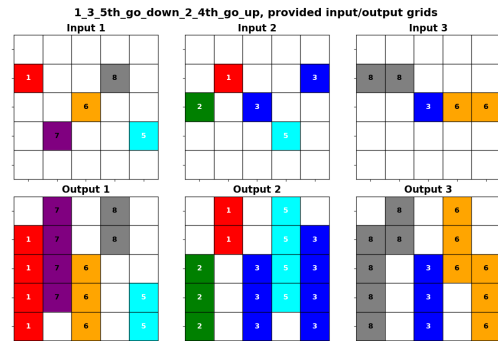 1_3_5th_go_down_2_4th_go_up, provided input/output grids
Input 1 Input 2 Input 3
1 8 1 3 8 8
6 2 3 3 6 6
7 5 5
Output 1 Output 2 Output 3
7 8 1 5 8 6
1 7 8 1 5 3 8 8 6
1 7 6 2 3 5 3 8 3 6 6
1 7 6 5 2 3 5 3 8 3 6
1 6 5 2 3 3 8 3 6